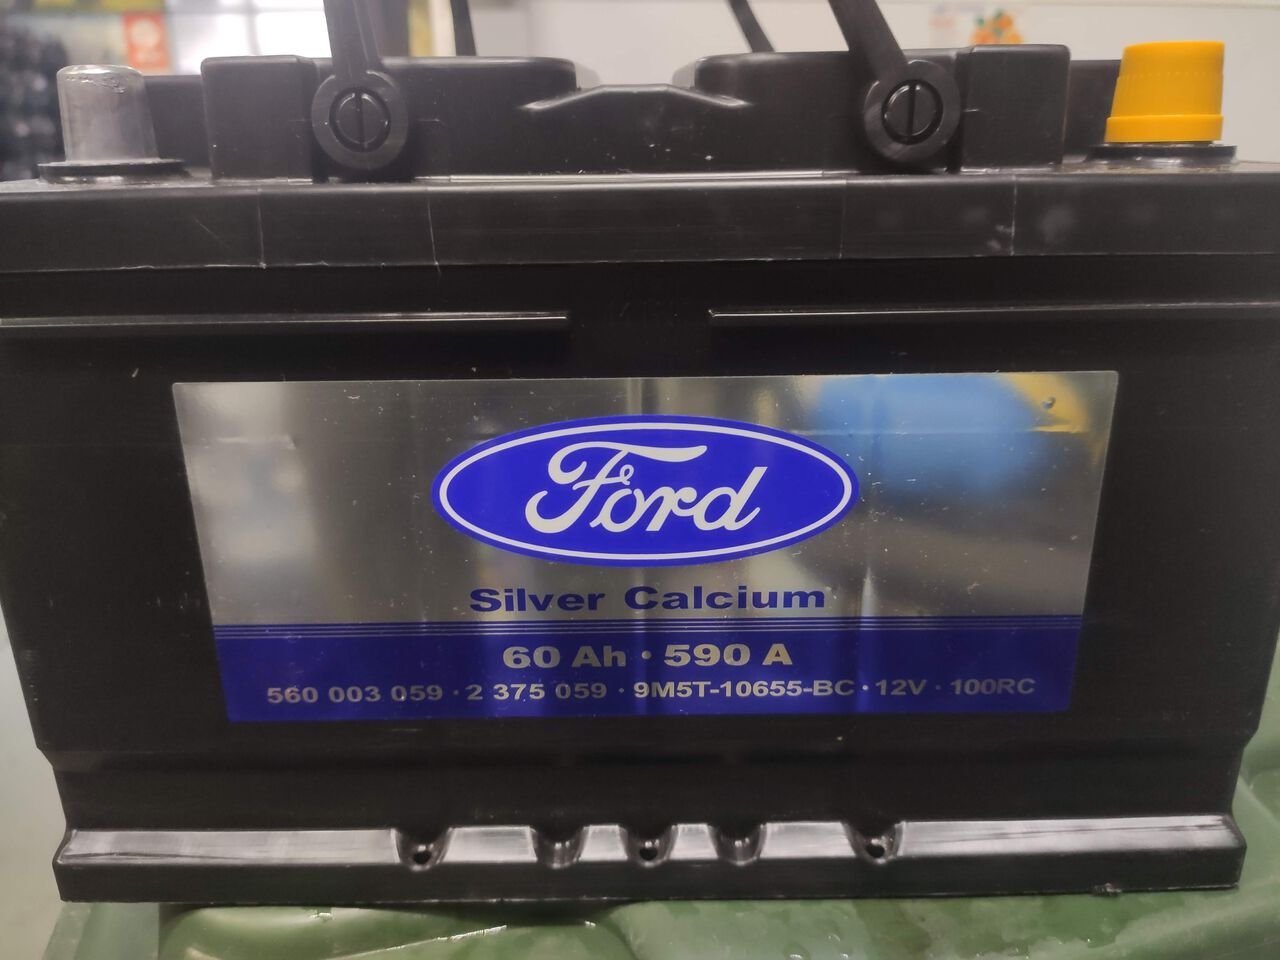 Ford
Silver Calcium
60 Ah · 590 A
560 003 059 · 2 375 059 · 9M5T-10655-BC · 12V · 100RC